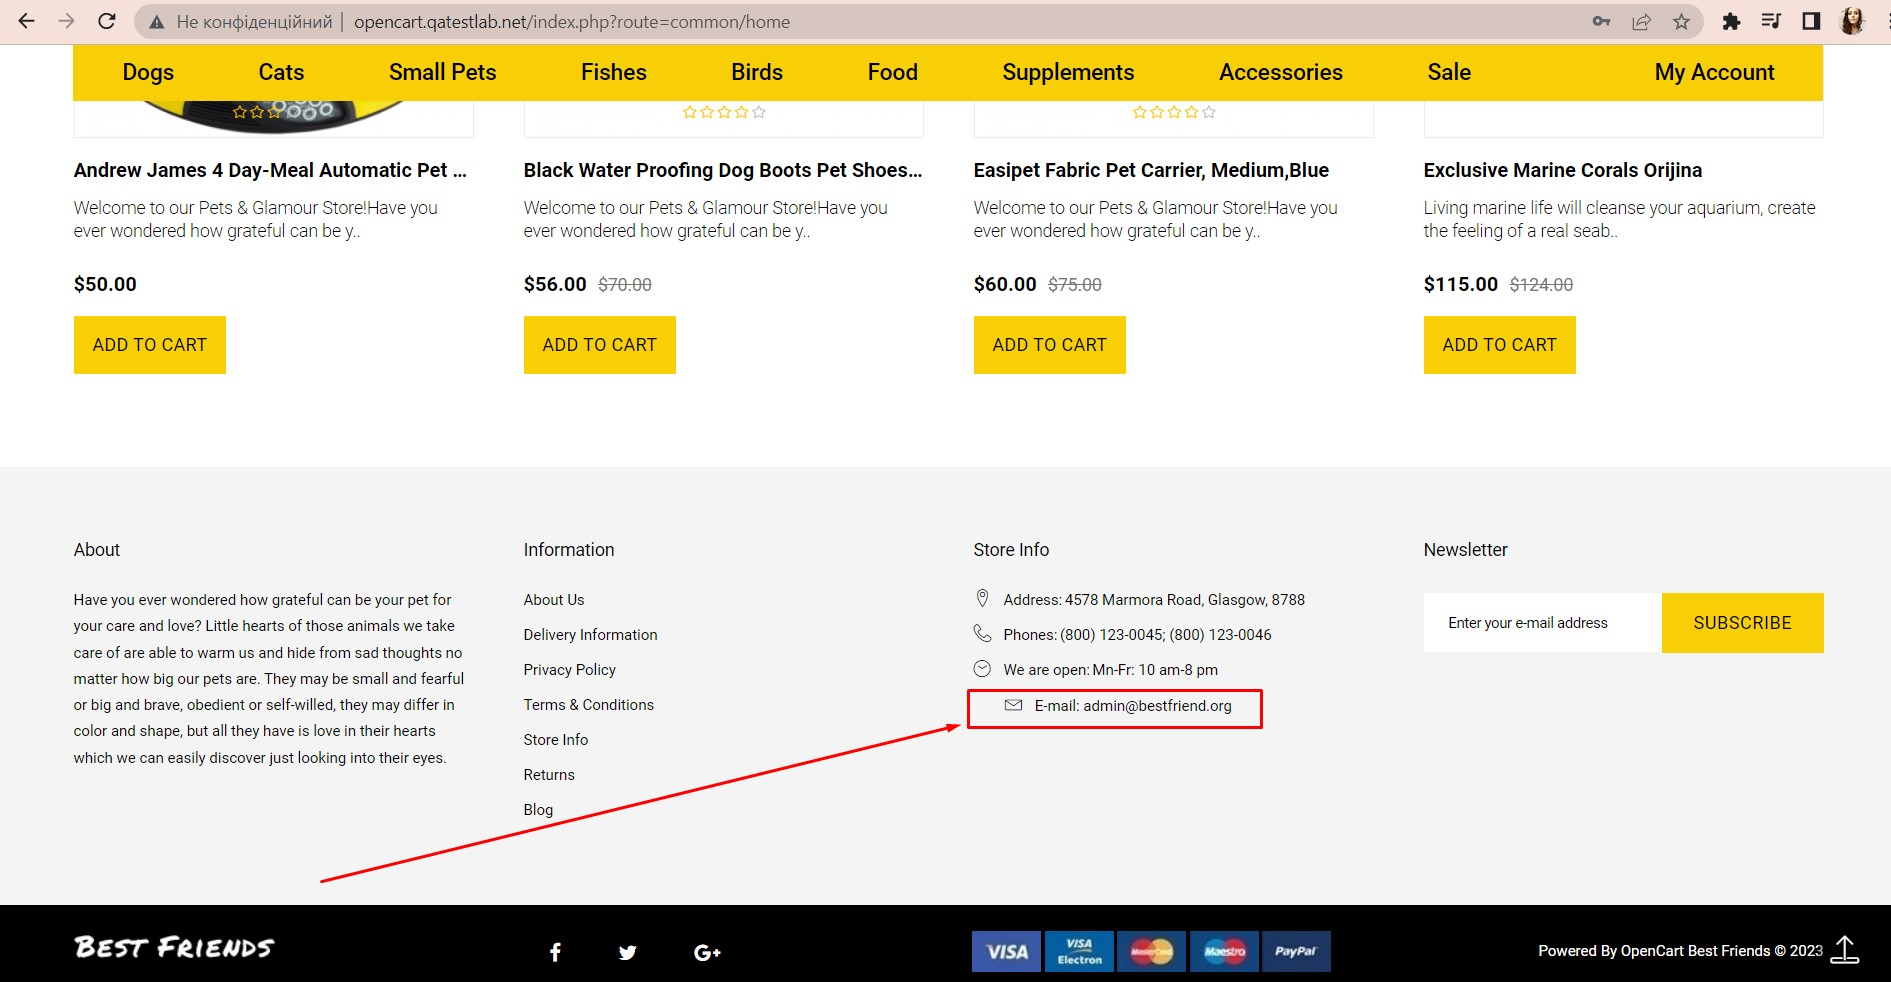 Не конфіденційний | opencart.qatestlab.net/index.php?route=common/home
Dogs Cats Small Pets Fishes Birds Food Supplements Accessories Sale My Account
Andrew James 4 Day-Meal Automatic Pet ...
Welcome to our Pets & Glamour Store!Have you
ever wondered how grateful can be y..
$50.00
ADD TO CART
Black Water Proofing Dog Boots Pet Shoes...
Welcome to our Pets & Glamour Store!Have you
ever wondered how grateful can be y..
$56.00 $70.00
ADD TO CART
Easipet Fabric Pet Carrier, Medium,Blue
Welcome to our Pets & Glamour Store!Have you
ever wondered how grateful can be y..
$60.00 $75.00
ADD TO CART
Exclusive Marine Corals Orijina
Living marine life will cleanse your aquarium, create
the feeling of a real seab..
$115.00 $124.00
ADD TO CART
About
Have you ever wondered how grateful can be your pet for
your care and love? Little hearts of those animals we take
care of are able to warm us and hide from sad thoughts no
matter how big our pets are. They may be small and fearful
or big and brave, obedient or self-willed, they may differ in
color and shape, but all they have is love in their hearts
which we can easily discover just looking into their eyes.
Information
About Us
Delivery Information
Privacy Policy
Terms & Conditions
Store Info
Returns
Blog
Store Info
Address: 4578 Marmora Road, Glasgow, 8788
Phones: (800) 123-0045; (800) 123-0046
We are open: Mn-Fr: 10 am-8 pm
E-mail: admin@bestfriend.org
Newsletter
Enter your e-mail address
SUBSCRIBE
BEST FRIENDS
f
G+
VISA
VISA Electron
MasterCard
Maestro
PayPal
Powered By OpenCart Best Friends © 2023